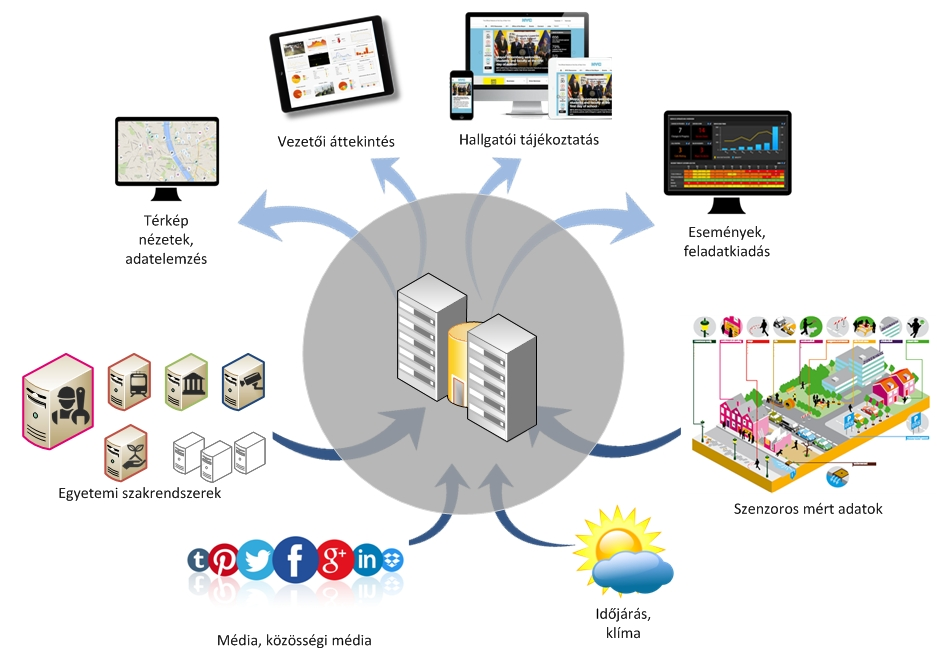 Vezetői áttekintés
Hallgatói tájékoztatás
Térkép
nézetek,
adatelemzés
Események,
feladatkiadás
Egyetemi szakrendszerek
Szenzoros mért adatok
Média, közösségi média
Időjárás,
klíma